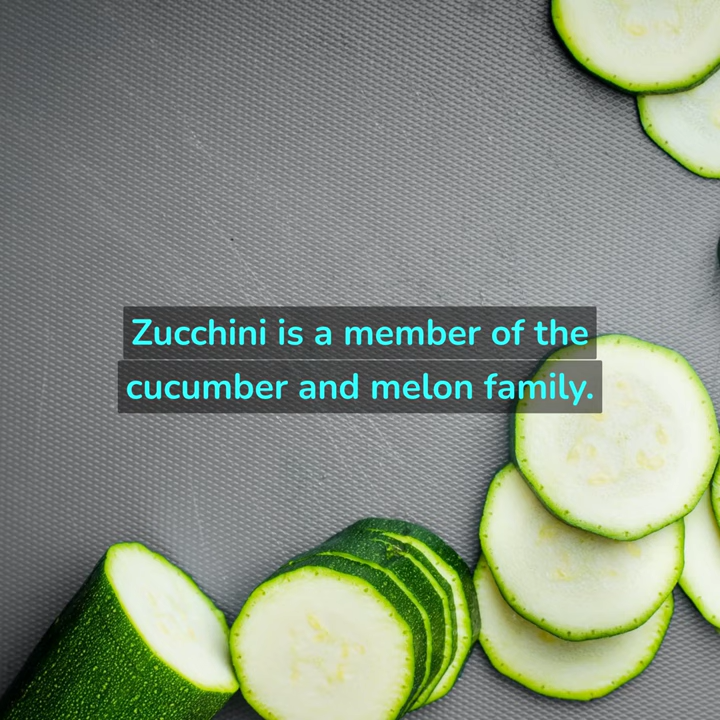 Zucchini is a member of the
cucumber and melon family.